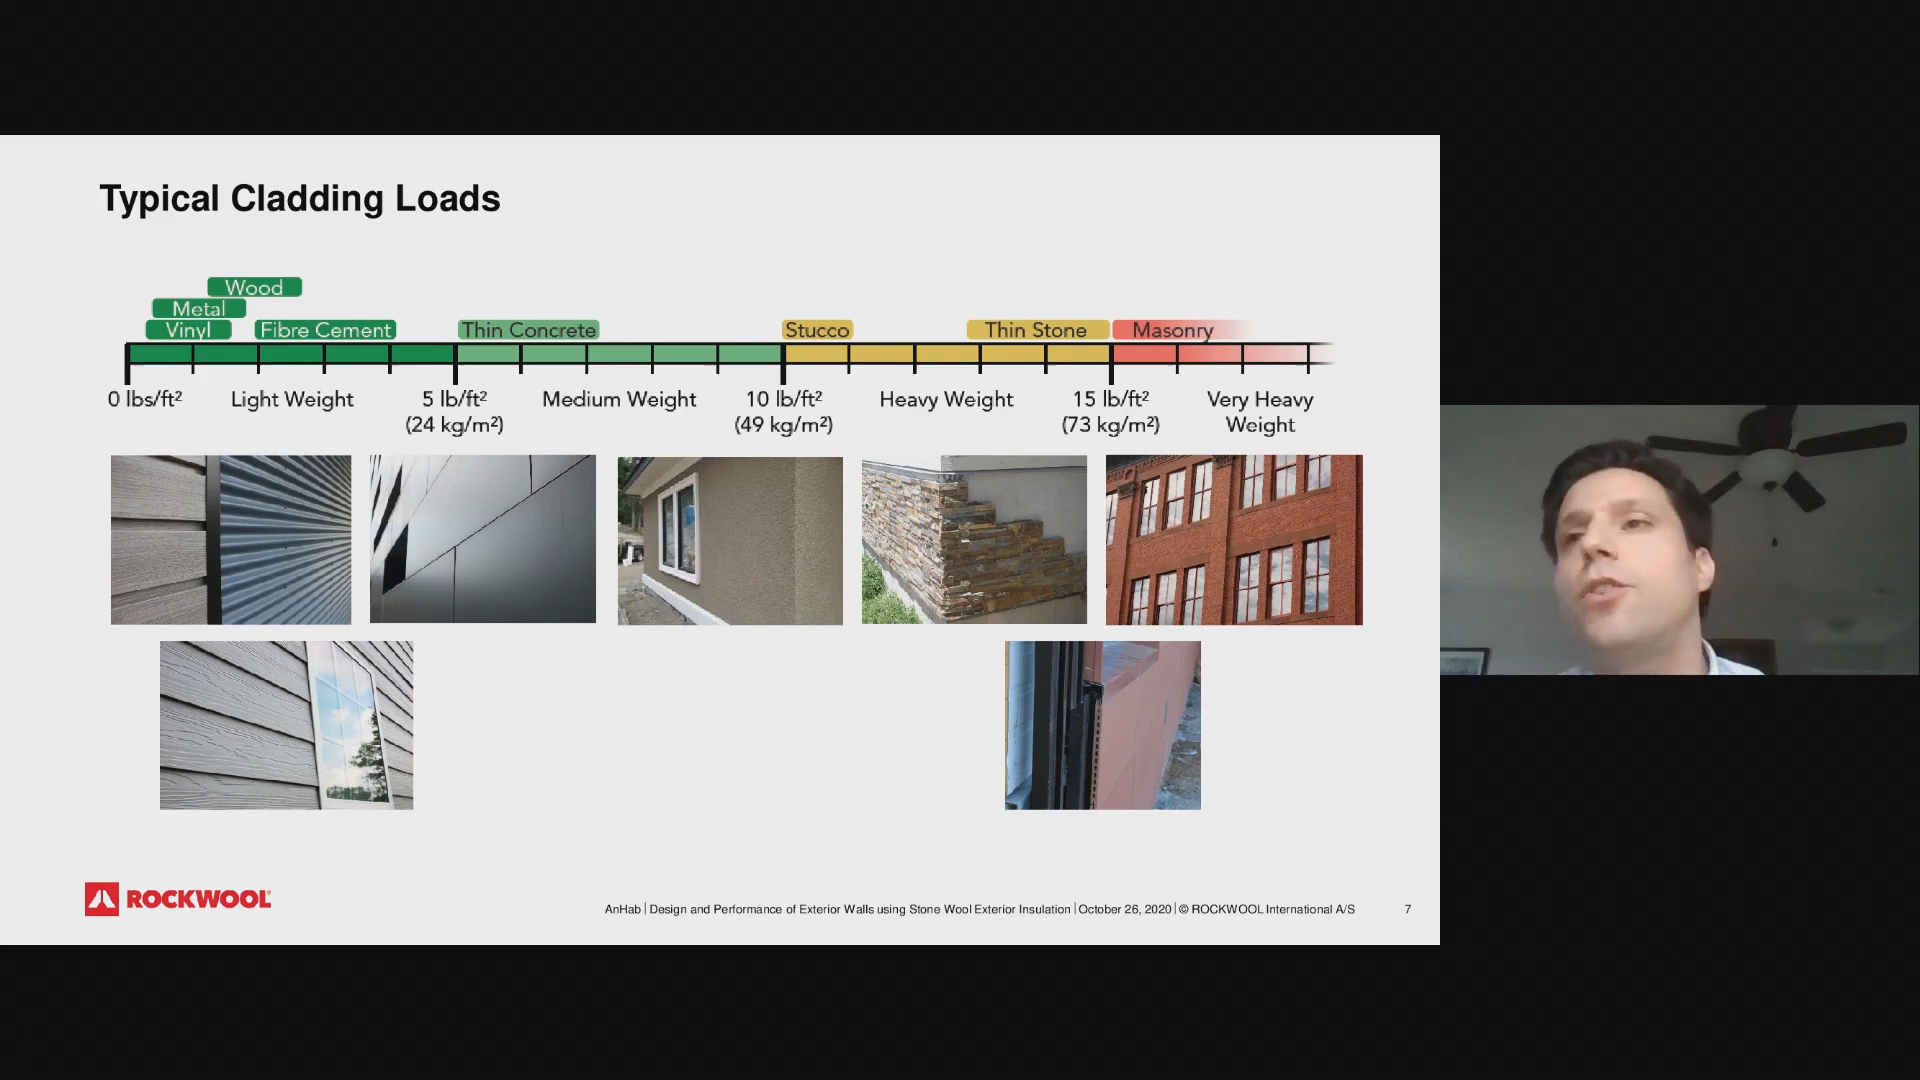 Typical Cladding Loads
Wood
Metal
Vinyl
Fibre Cement
Thin Concrete
Stucco
Thin Stone
Masonry
0 lbs/ft²
Light Weight
5 lb/ft²
(24 kg/m²)
Medium Weight
10 lb/ft²
(49 kg/m²)
Heavy Weight
15 lb/ft²
(73 kg/m²)
Very Heavy
Weight
ROCKWOOL
AnHab | Design and Performance of Exterior Walls using Stone Wool Exterior Insulation | October 26, 2020 | © ROCKWOOL International A/S
7